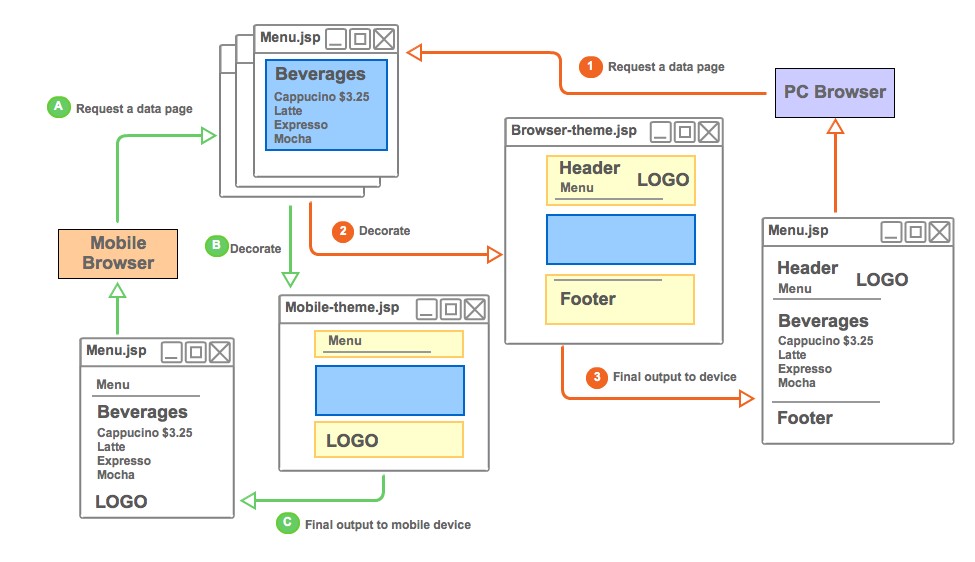 Menu.jsp
Beverages
Cappucino $3.25
Latte
Expresso
Mocha
1 Request a data page
PC Browser
A Request a data page
Browser-theme.jsp
Header
Menu
LOGO
Footer
Mobile
Browser
B Decorate
2 Decorate
Menu.jsp
Header
Menu
LOGO
Beverages
Cappucino $3.25
Latte
Expresso
Mocha
Footer
Mobile-theme.jsp
Menu
LOGO
3 Final output to device
Menu.jsp
Menu
Beverages
Cappucino $3.25
Latte
Expresso
Mocha
LOGO
C Final output to mobile device